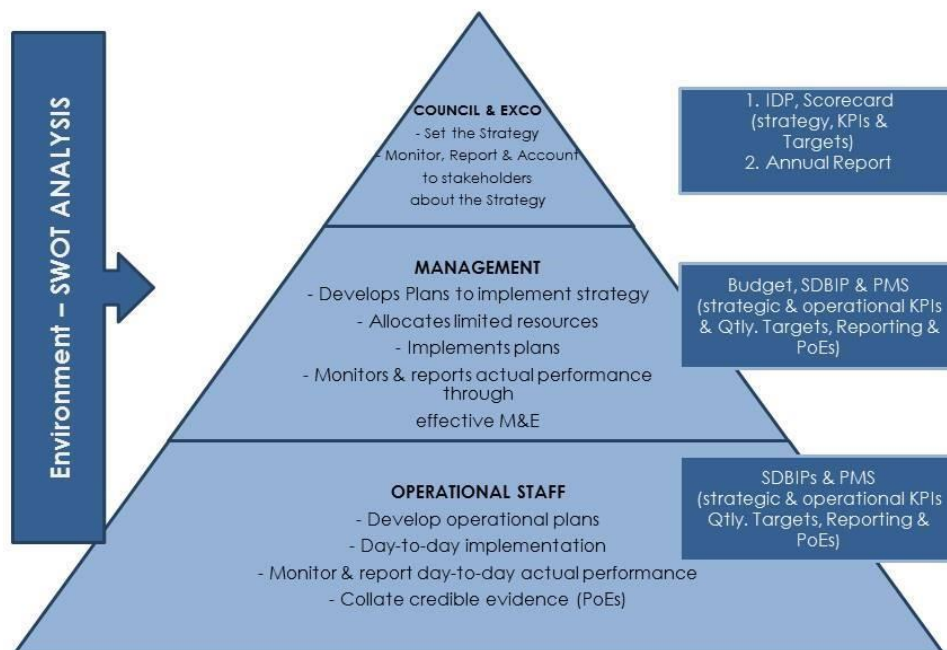 Environment – SWOT ANALYSIS
COUNCIL & EXCO
- Set the Strategy
- Monitor, Report & Account
to stakeholders
about the Strategy
1. IDP, Scorecard
(strategy, KPIs &
Targets)
2. Annual Report
MANAGEMENT
- Develops Plans to implement strategy
- Allocates limited resources
- Implements plans
- Monitors & reports actual performance
through
effective M&E
Budget, SDBIP & PMS
(strategic & operational KPIs
& Qtly. Targets, Reporting &
PoEs)
OPERATIONAL STAFF
- Develop operational plans
- Day-to-day implementation
- Monitor & report day-to-day actual performance
- Collate credible evidence (PoEs)
SDBIPs & PMS
(strategic & operational KPIs
Qtly. Targets, Reporting &
PoEs)